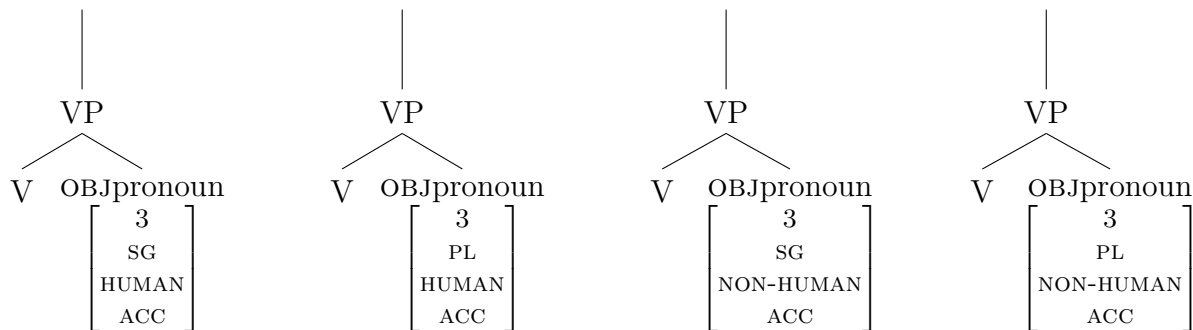 VP VP VP VP
V OBJpronoun V OBJpronoun V OBJpronoun V OBJpronoun
3 3 3 3
SG PL SG PL
HUMAN HUMAN NON-HUMAN NON-HUMAN
ACC ACC ACC ACC